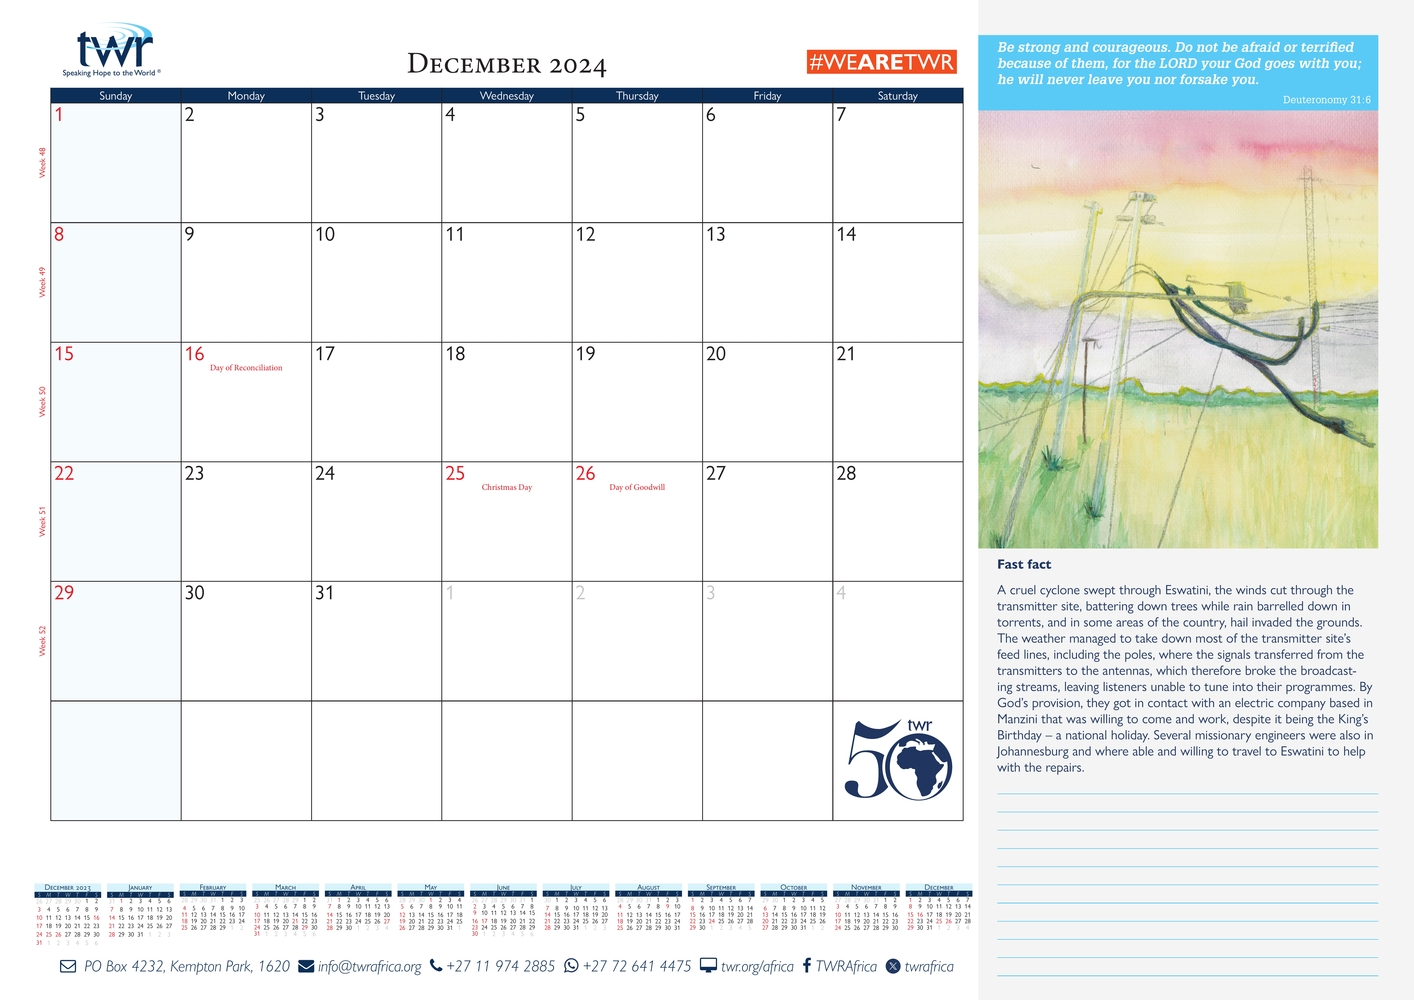 twr
Speaking Hope to the World ®
December 2024
#WEARETWR
Sunday Monday Tuesday Wednesday Thursday Friday Saturday
Week 48
1 2 3 4 5 6 7
Week 49
8 9 10 11 12 13 14
Week 50
15 16 17 18 19 20 21
Day of Reconciliation
Week 51
22 23 24 25 26 27 28
Christmas Day Day of Goodwill
Week 52
29 30 31 1 2 3 4
twr
50
Be strong and courageous. Do not be afraid or terrified
because of them, for the LORD your God goes with you;
he will never leave you nor forsake you.
Deuteronomy 31:6
Fast fact
A cruel cyclone swept through Eswatini, the winds cut through the
transmitter site, battering down trees while rain barrelled down in
torrents, and in some areas of the country, hail invaded the grounds.
The weather managed to take down most of the transmitter site's
feed lines, including the poles, where the signals transferred from the
transmitters to the antennas, which therefore broke the broadcast-
ing streams, leaving listeners unable to tune into their programmes. By
God's provision, they got in contact with an electric company based in
Manzini that was willing to come and work, despite it being the King's
Birthday – a national holiday. Several missionary engineers were also in
Johannesburg and where able and willing to travel to Eswatini to help
with the repairs.
December 2023 January February March April May June July August September October November December
PO Box 4232, Kempton Park, 1620 info@twrafrica.org +27 11 974 2885 +27 72 641 4475 twr.org/africa TWRAfrica twrafrica